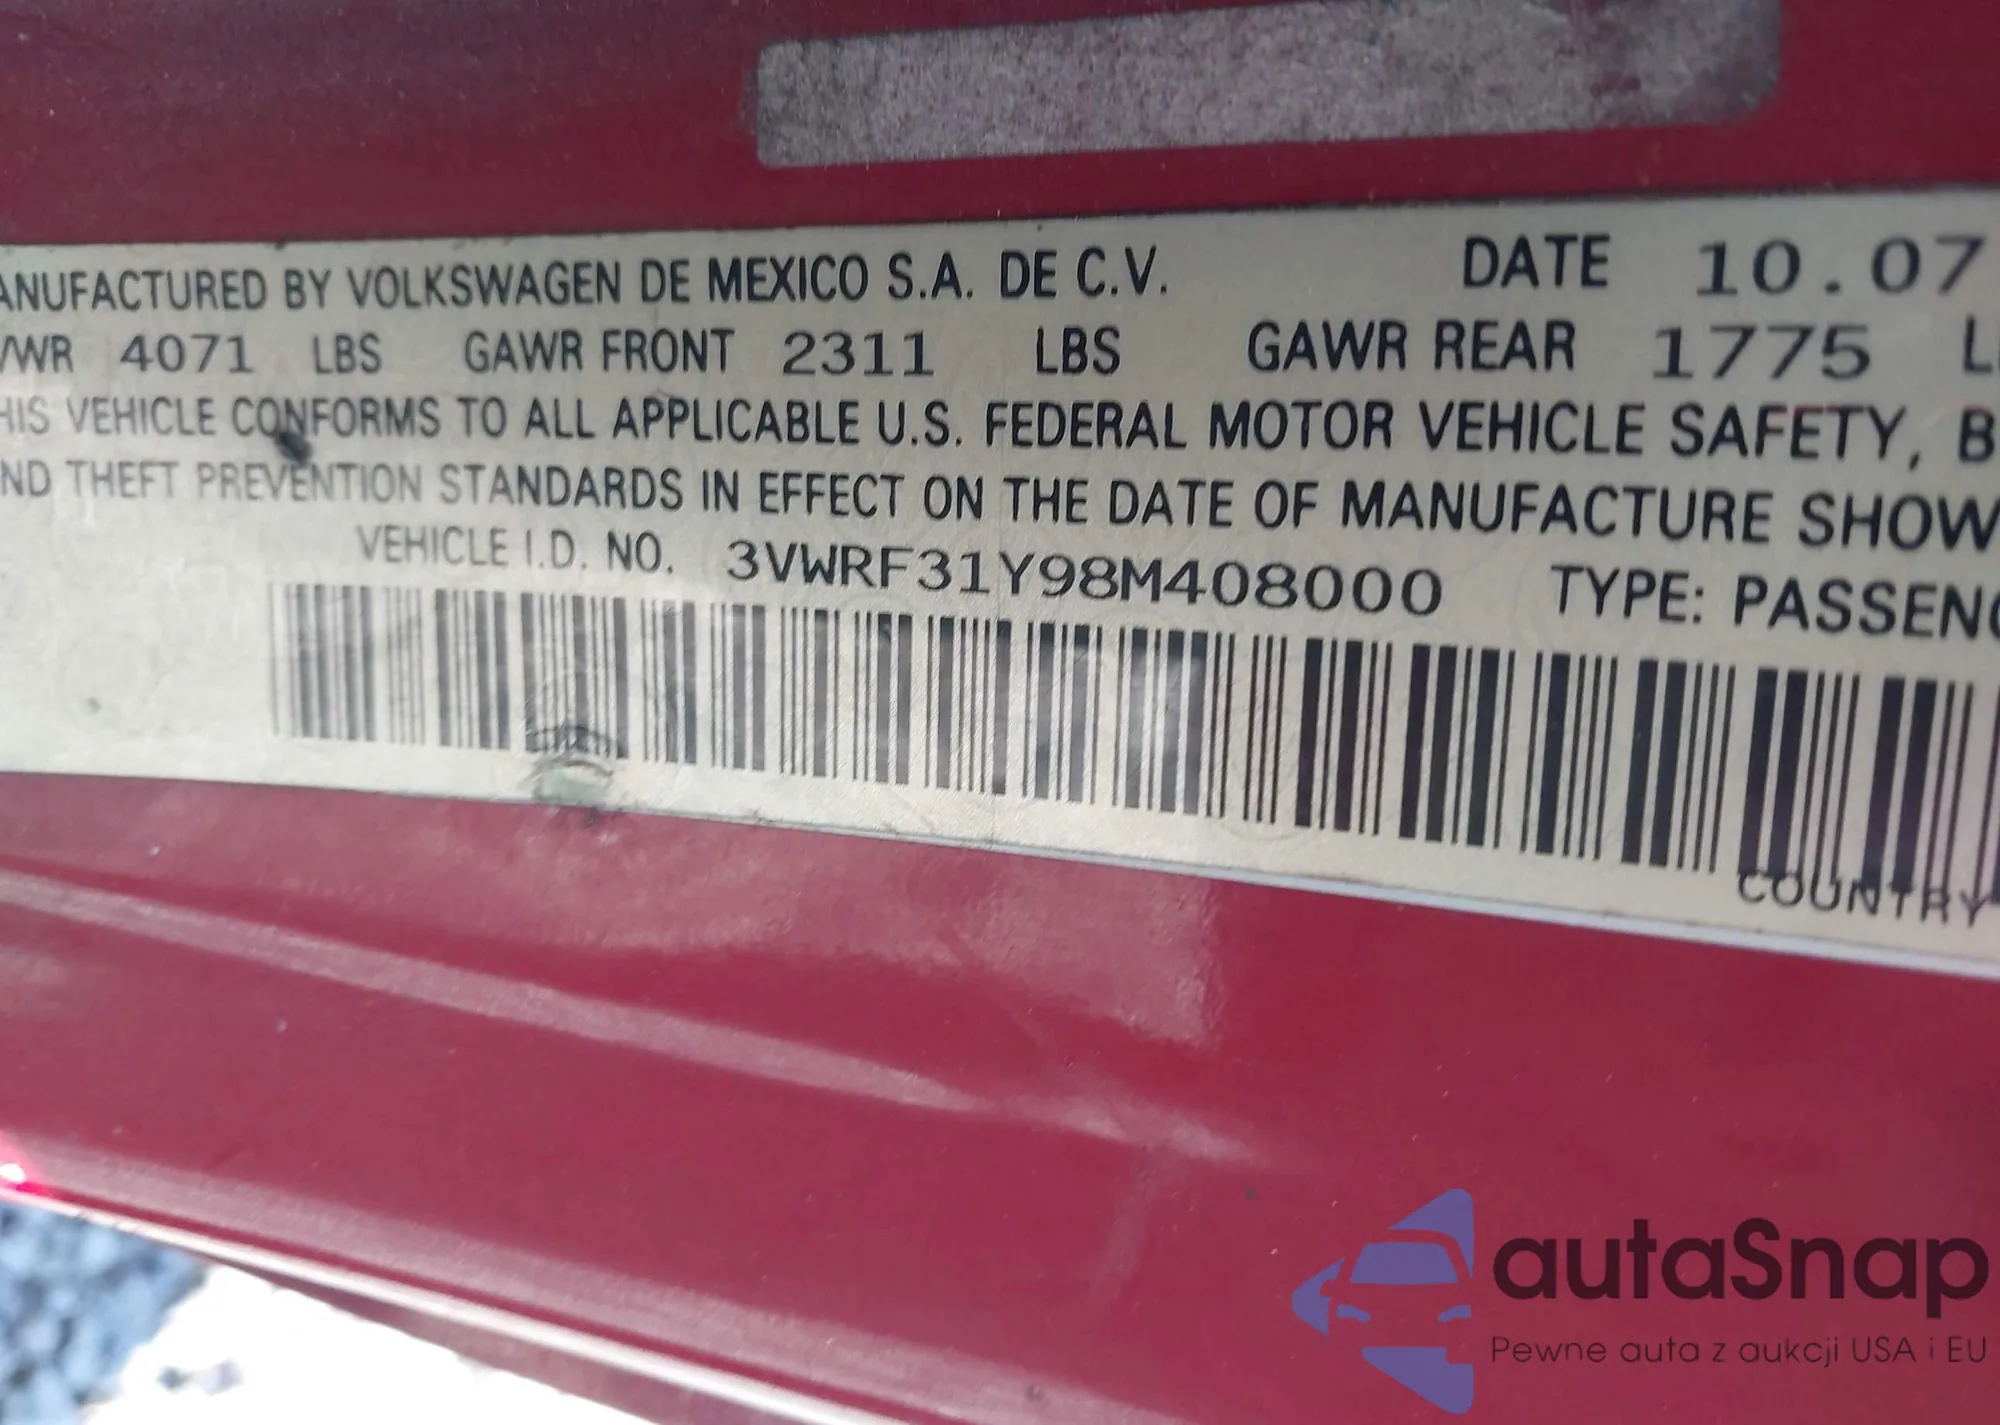 ANUFACTURED BY VOLKSWAGEN DE MEXICO S.A. DE C.V. DATE 10.07
VWR 4071 LBS GAWR FRONT 2311 LBS GAWR REAR 1775 L
HIS VEHICLE CONFORMS TO ALL APPLICABLE U.S. FEDERAL MOTOR VEHICLE SAFETY, B
ND THEFT PREVENTION STANDARDS IN EFFECT ON THE DATE OF MANUFACTURE SHOW
VEHICLE I.D. NO. 3VWRF31Y98M408000 TYPE: PASSENG
COUNTRY
autaSnap
Pewne auta z aukcji USA i EU